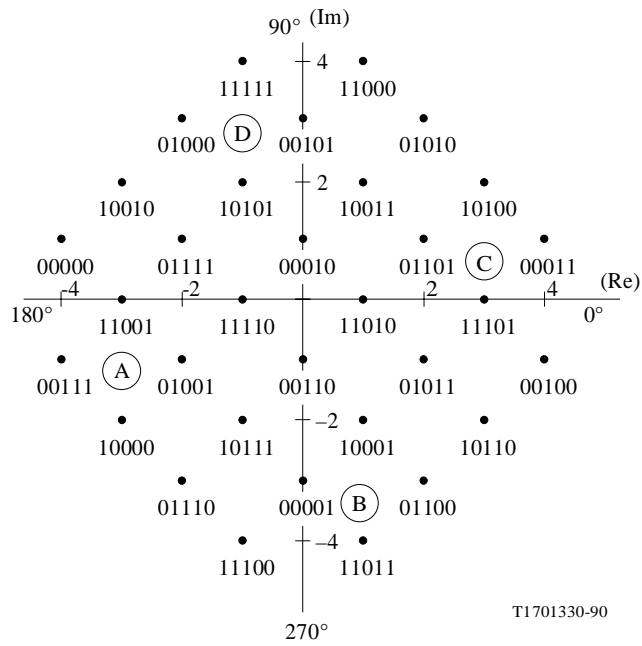 90° (Im)
4
11111 11000
D
01000 00101 01010
2
10010 10101 10011 10100
C
00000 01111 00010 01101 00011
(Re)
-4 -2 2 4
180° 0°
11001 11110 11010 11101
A
00111 01001 00110 01011 00100
–2
10000 10111 10001 10110
B
01110 00001 01100
–4
11100 11011
T1701330-90
270°